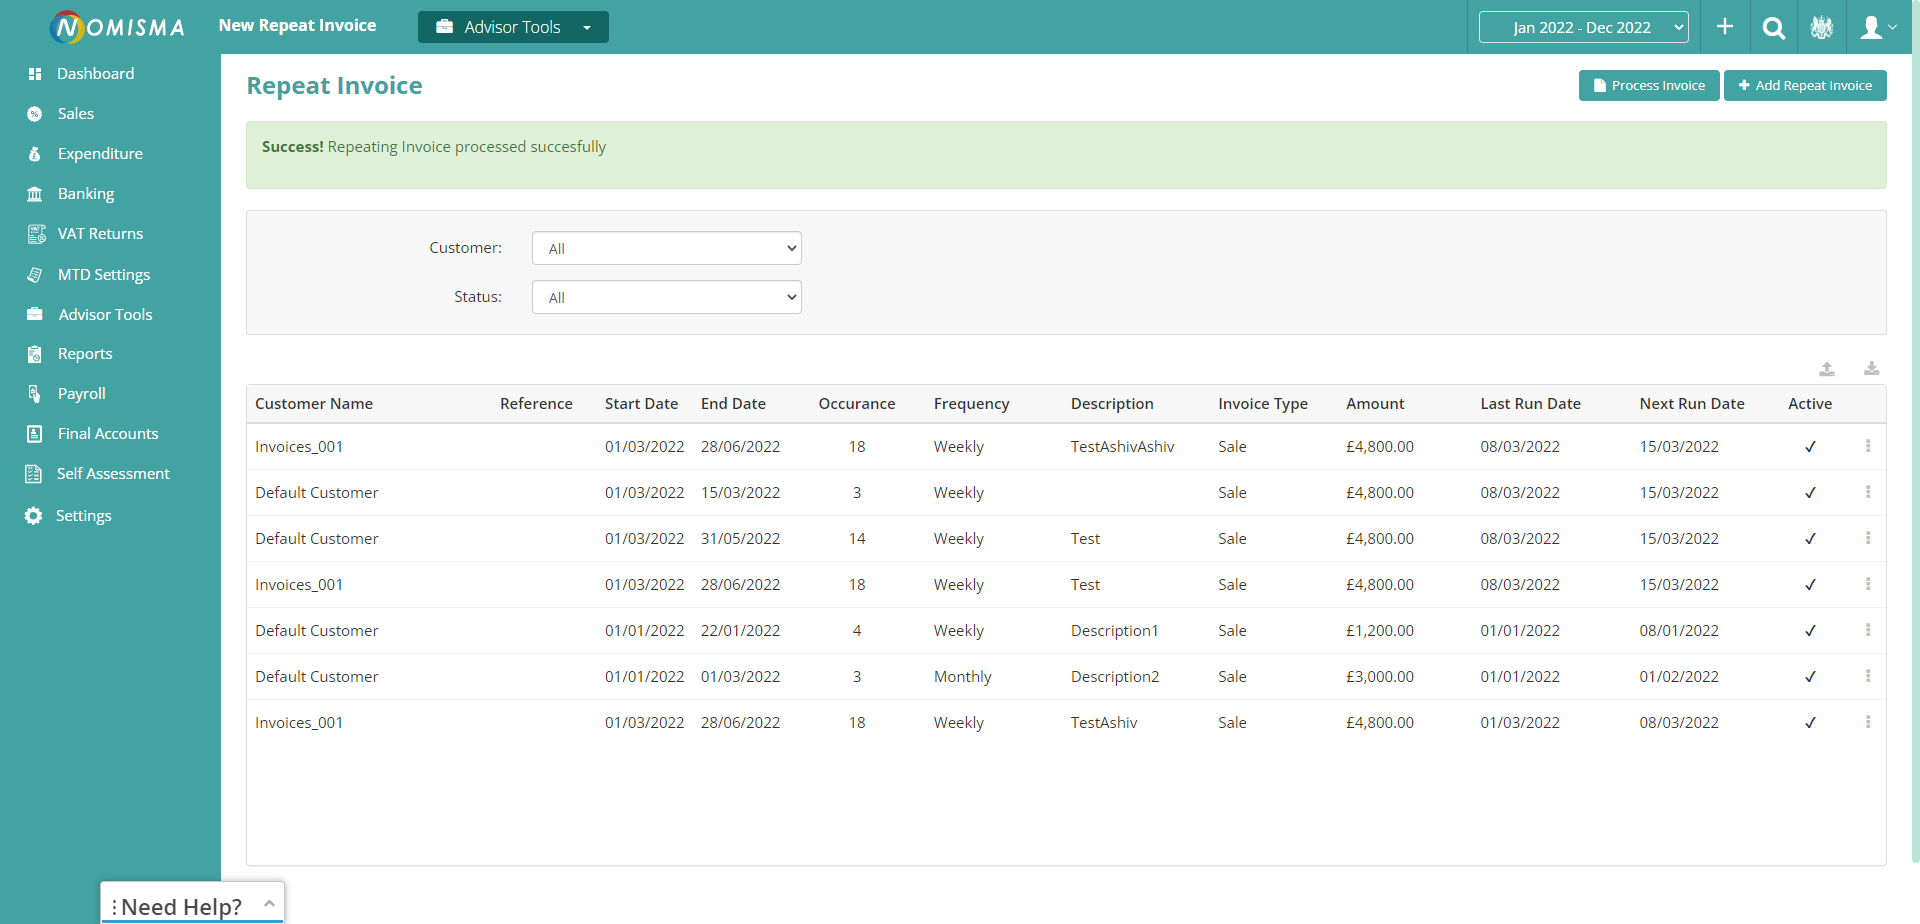 NOMISMA New Repeat Invoice Advisor Tools Jan 2022 - Dec 2022
Dashboard
Sales
Expenditure
Banking
VAT Returns
MTD Settings
Advisor Tools
Reports
Payroll
Final Accounts
Self Assessment
Settings
Repeat Invoice
Process Invoice Add Repeat Invoice
Success! Repeating Invoice processed succesfully
Customer: All
Status: All
Customer Name Reference Start Date End Date Occurance Frequency Description Invoice Type Amount Last Run Date Next Run Date Active
Invoices_001 01/03/2022 28/06/2022 18 Weekly TestAshivAshiv Sale £4,800.00 08/03/2022 15/03/2022
Default Customer 01/03/2022 15/03/2022 3 Weekly Sale £4,800.00 08/03/2022 15/03/2022
Default Customer 01/03/2022 31/05/2022 14 Weekly Test Sale £4,800.00 08/03/2022 15/03/2022
Invoices_001 01/03/2022 28/06/2022 18 Weekly Test Sale £4,800.00 08/03/2022 15/03/2022
Default Customer 01/01/2022 22/01/2022 4 Weekly Description1 Sale £1,200.00 01/01/2022 08/01/2022
Default Customer 01/01/2022 01/03/2022 3 Monthly Description2 Sale £3,000.00 01/01/2022 01/02/2022
Invoices_001 01/03/2022 28/06/2022 18 Weekly TestAshiv Sale £4,800.00 01/03/2022 08/03/2022
Need Help?